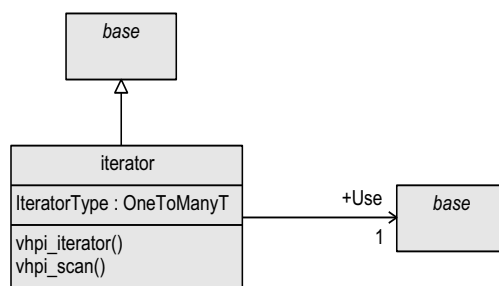 base
iterator
IteratorType : OneToManyT
vhpi_iterator()
vhpi_scan()
+Use
1
base